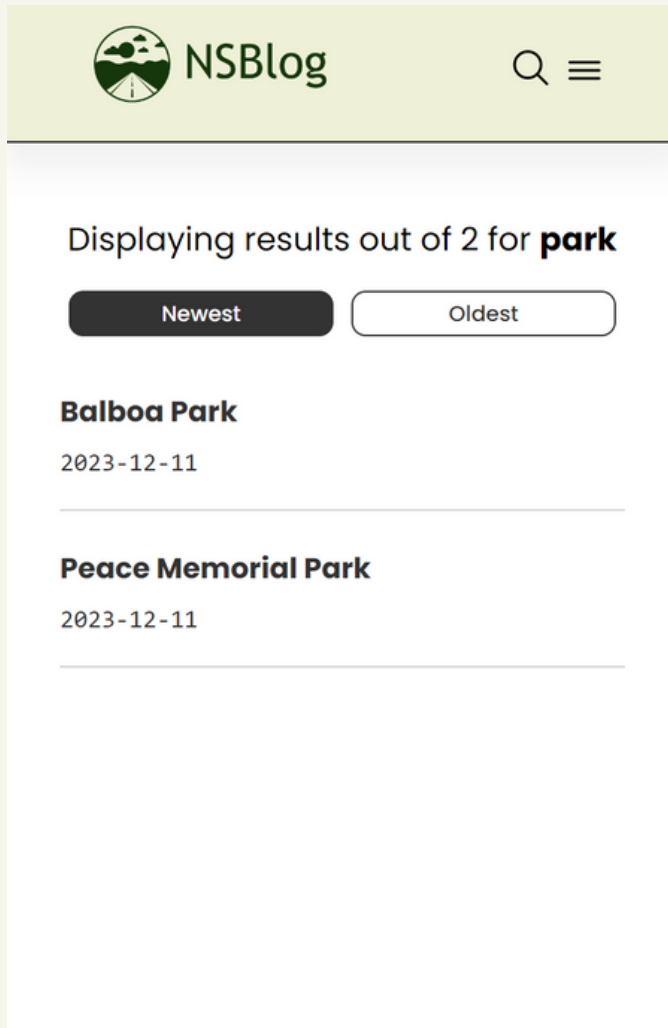 NSBlog
Displaying results out of 2 for park
Newest Oldest
Balboa Park
2023-12-11
Peace Memorial Park
2023-12-11